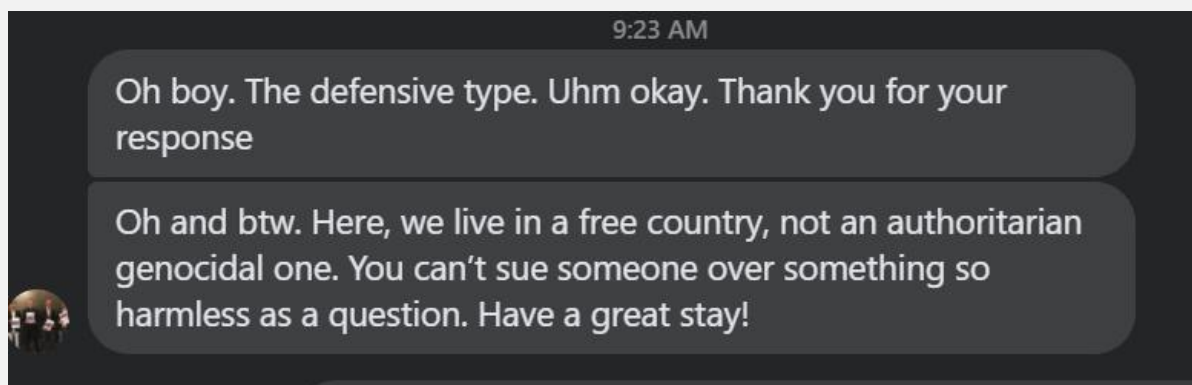 9:23 AM
Oh boy. The defensive type. Uhm okay. Thank you for your
response
Oh and btw. Here, we live in a free country, not an authoritarian
genocidal one. You can’t sue someone over something so
harmless as a question. Have a great stay!